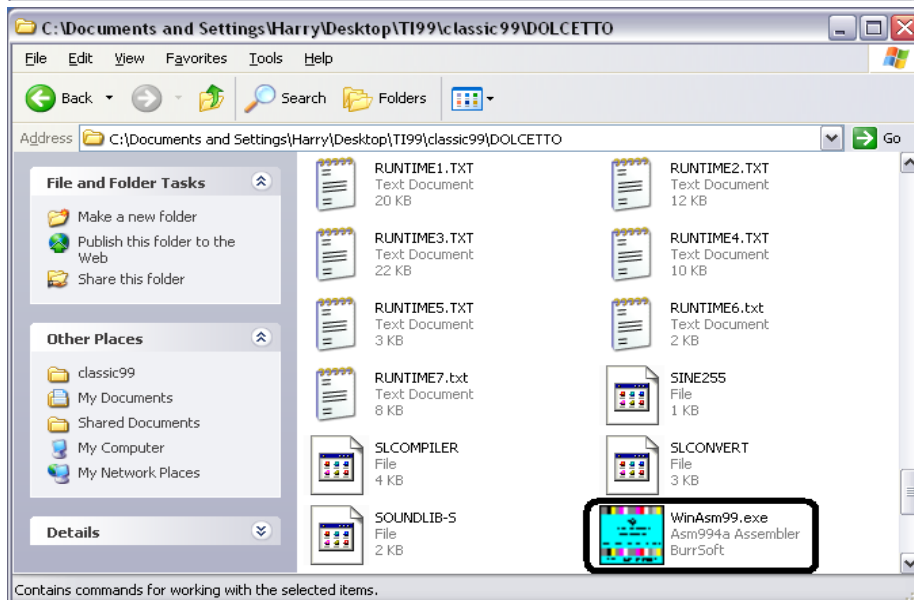 C:\Documents and Settings\Harry\Desktop\TI99\classic99\DOLCETTO
File Edit View Favorites Tools Help
Back Search Folders
Address C:\Documents and Settings\Harry\Desktop\TI99\classic99\DOLCETTO Go
File and Folder Tasks
Make a new folder
Publish this folder to the
Web
Share this folder
Other Places
classic99
My Documents
Shared Documents
My Computer
My Network Places
Details
RUNTIME1.TXT
Text Document
20 KB
RUNTIME2.TXT
Text Document
12 KB
RUNTIME3.TXT
Text Document
22 KB
RUNTIME4.TXT
Text Document
10 KB
RUNTIME5.TXT
Text Document
3 KB
RUNTIME6.txt
Text Document
2 KB
RUNTIME7.txt
Text Document
8 KB
SINE255
File
1 KB
SLCOMPILER
File
4 KB
SLCONVERT
File
3 KB
SOUNDLIB-S
File
2 KB
WinAsm99.exe
Asm994a Assembler
BurrSoft
Contains commands for working with the selected items.